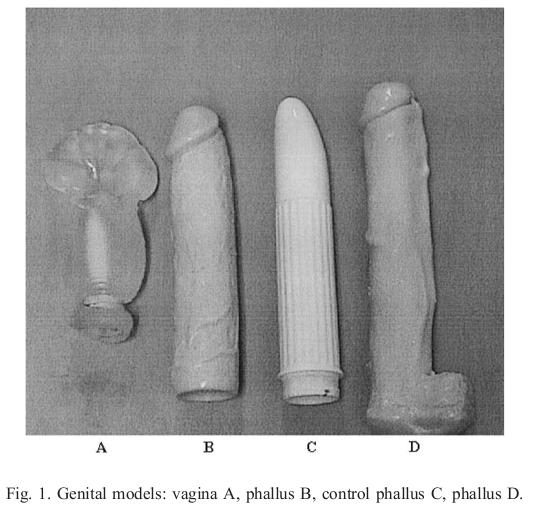 A B C D
Fig. 1. Genital models: vagina A, phallus B, control phallus C, phallus D.